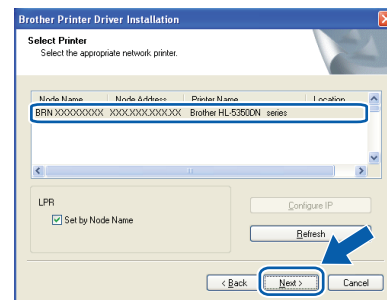 Brother Printer Driver Installation
Select Printer
Select the appropriate network printer.
Node Name Node Address Printer Name Location
BRN XXXXXXXXX XXX.XXX.XXX.XX Brother HL-5350DN series
LPR
Set by Node Name
Configure IP
Refresh
< Back Next > Cancel